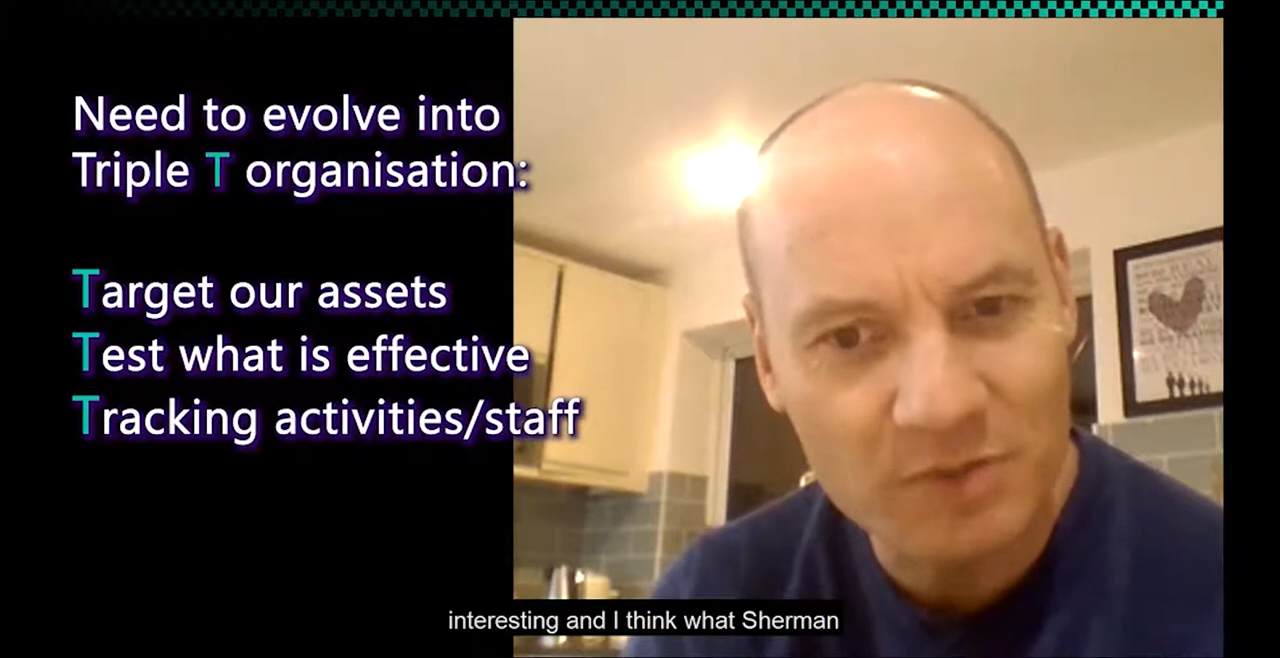 Need to evolve into
Triple T organisation:
Target our assets
Test what is effective
Tracking activities/staff
interesting and I think what Sherman